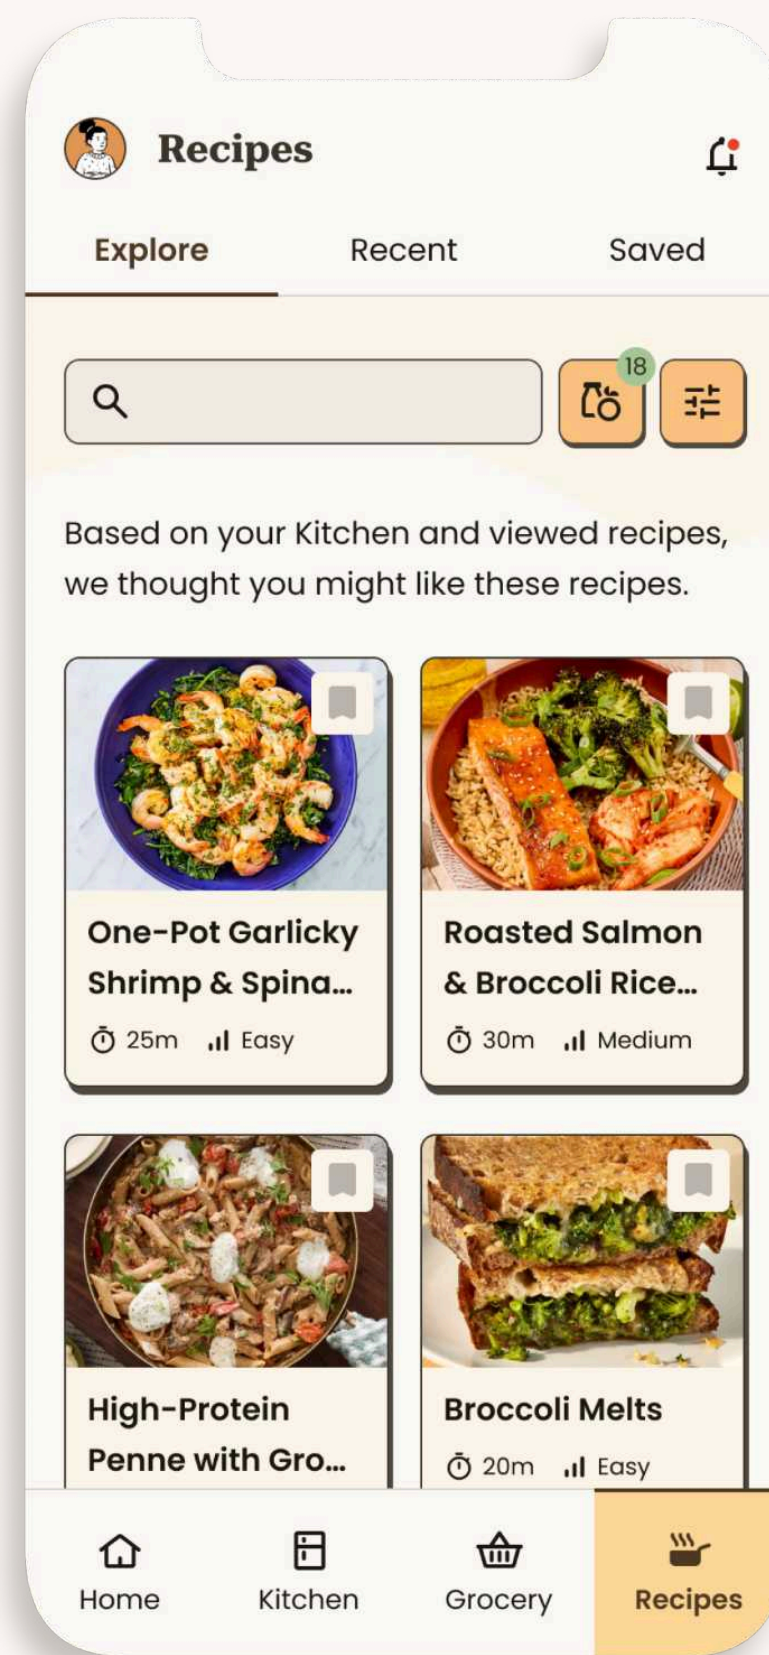 Recipes
Explore Recent Saved
18
Based on your Kitchen and viewed recipes,
we thought you might like these recipes.
One-Pot Garlicky
Shrimp & Spina...
25m Easy
Roasted Salmon
& Broccoli Rice...
30m Medium
High-Protein
Penne with Gro...
Broccoli Melts
20m Easy
Home Kitchen Grocery Recipes